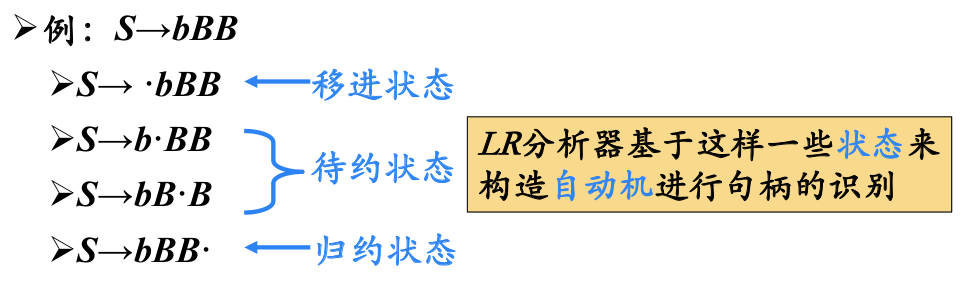 ➢例：S→bBB
➢S→ ·bBB 移进状态
➢S→b·BB
待约状态
➢S→bB·B
➢S→bBB· 归约状态
LR分析器基于这样一些状态来
构造自动机进行句柄的识别